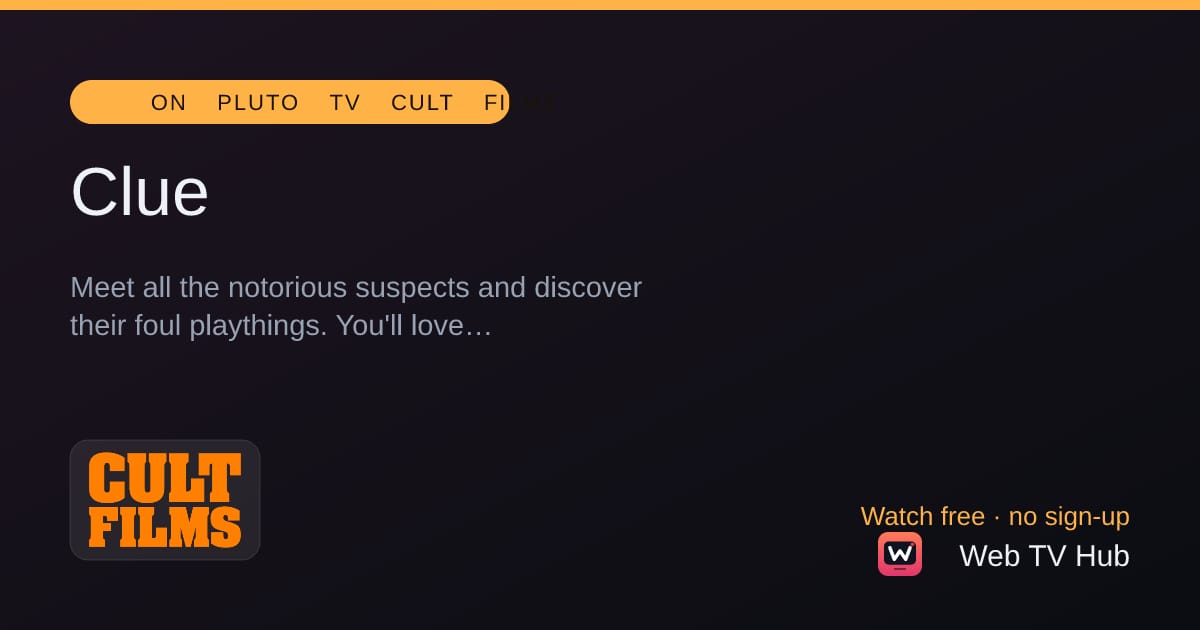 ON PLUTO TV CULT FILMS
Clue
Meet all the notorious suspects and discover
their foul playthings. You'll love…
CULT
FILMS
Watch free · no sign-up
W
Web TV Hub